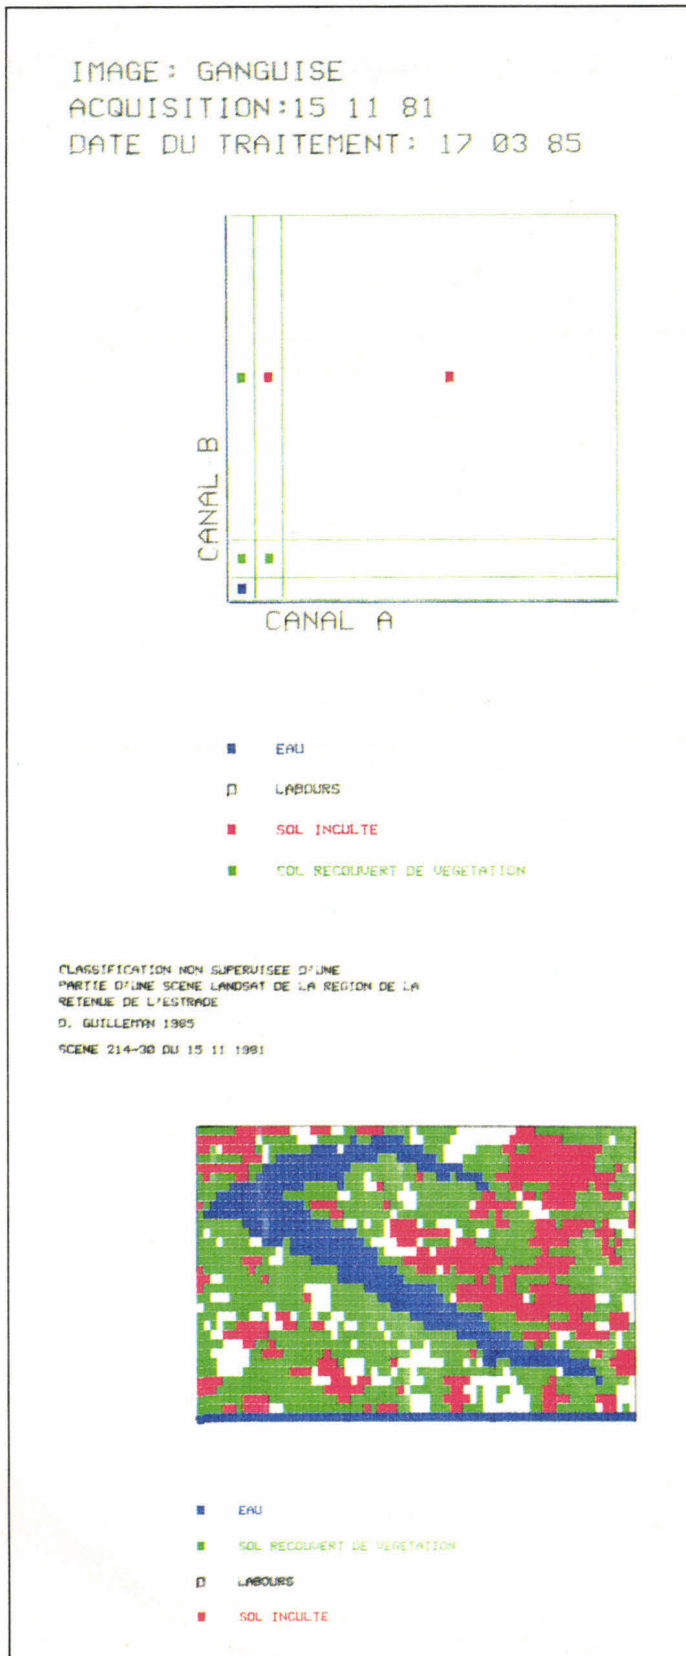 IMAGE: GANGUISE
ACQUISITION:15 11 81
DATE DU TRAITEMENT: 17 03 85
CANAL B
CANAL A
EAU
LABOURS
SOL INCULTE
SOL RECOUVERT DE VEGETATION
CLASSIFICATION NON SUPERVISEE D'UNE
PARTIE D'UNE SCENE LANDSAT DE LA REGION DE LA
RETENUE DE L'ESTRADE
D. GUILLEMAN 1985
SCENE 214-30 DU 15 11 1981
EAU
SOL RECOUVERT DE VEGETATION
LABOURS
SOL INCULTE